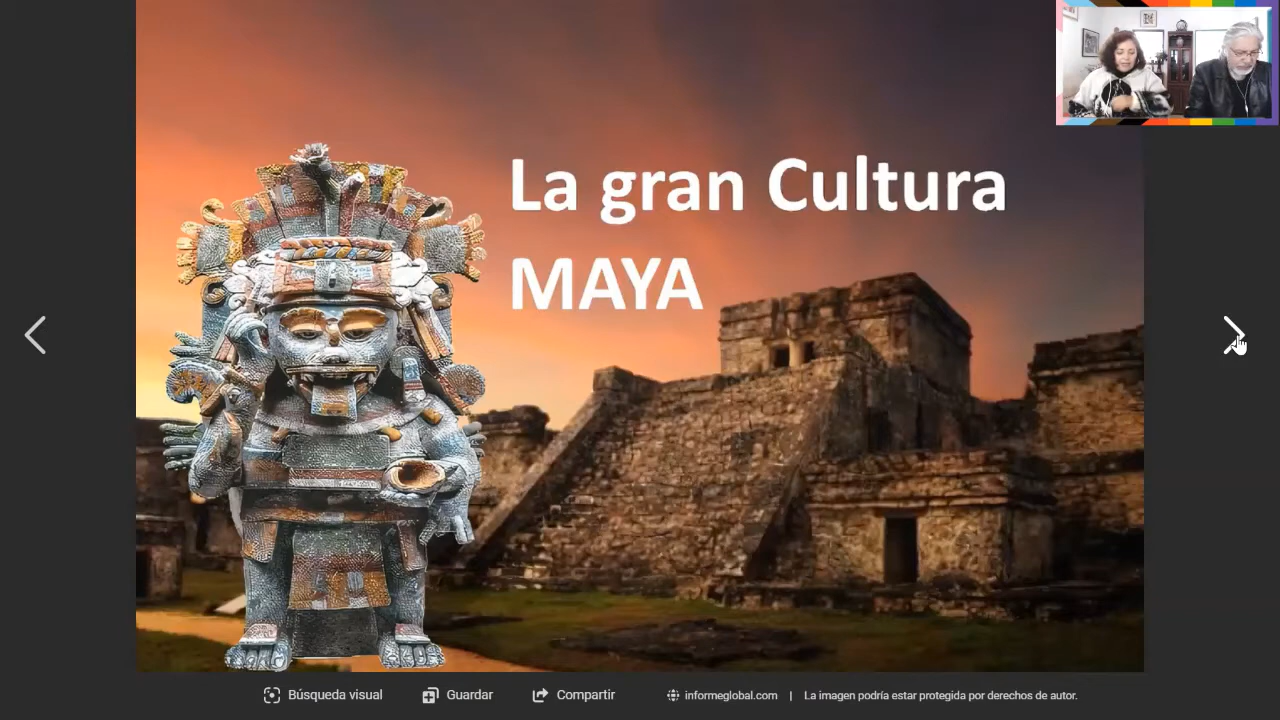 La gran Cultura
MAYA
Búsqueda visual
Guardar
Compartir
informeglobal.com | La imagen podría estar protegida por derechos de autor.